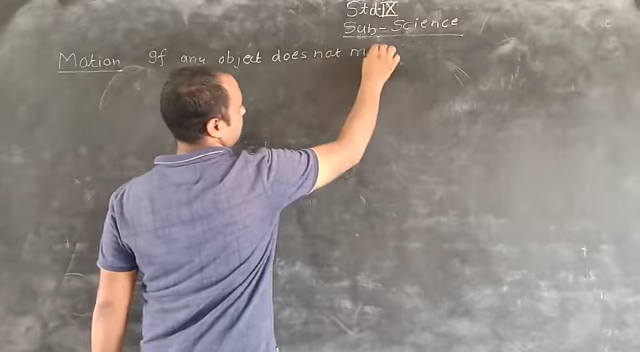 Std-IX
Sub-Science
Motion If any object does not m